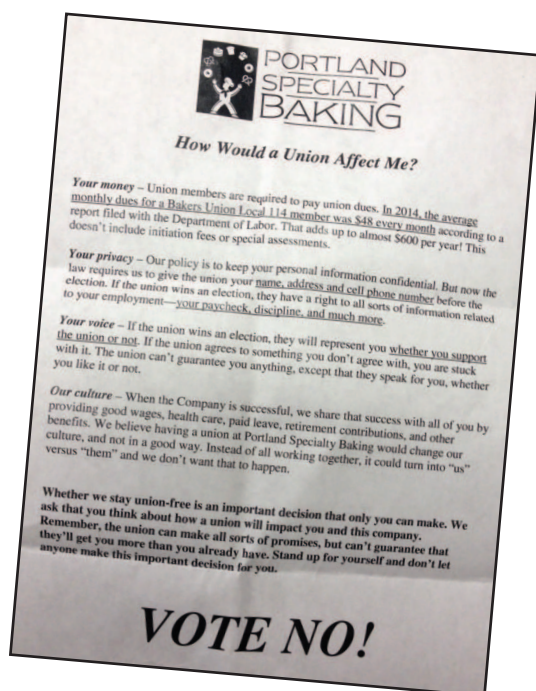 PORTLAND
SPECIALTY
BAKING
How Would a Union Affect Me?
Your money – Union members are required to pay union dues. In 2014, the average
monthly dues for a Bakers Union Local 114 member was $48 every month according to a
report filed with the Department of Labor. That adds up to almost $600 per year! This
doesn't include initiation fees or special assessments.
Your privacy – Our policy is to keep your personal information confidential. But now the
law requires us to give the union your name, address and cell phone number before the
election. If the union wins an election, they have a right to all sorts of information related
to your employment—your paycheck, discipline, and much more.
Your voice – If the union wins an election, they will represent you whether you support
the union or not. If the union agrees to something you don't agree with, you are stuck
with it. The union can't guarantee you anything, except that they speak for you, whether
you like it or not.
Our culture – When the Company is successful, we share that success with all of you by
providing good wages, health care, paid leave, retirement contributions, and other
benefits. We believe having a union at Portland Specialty Baking would change our
culture, and not in a good way. Instead of all working together, it could turn into "us"
versus "them" and we don't want that to happen.
Whether we stay union-free is an important decision that only you can make. We
ask that you think about how a union will impact you and this company.
Remember, the union can make all sorts of promises, but can't guarantee that
they'll get you more than you already have. Stand up for yourself and don't let
anyone make this important decision for you.
VOTE NO!